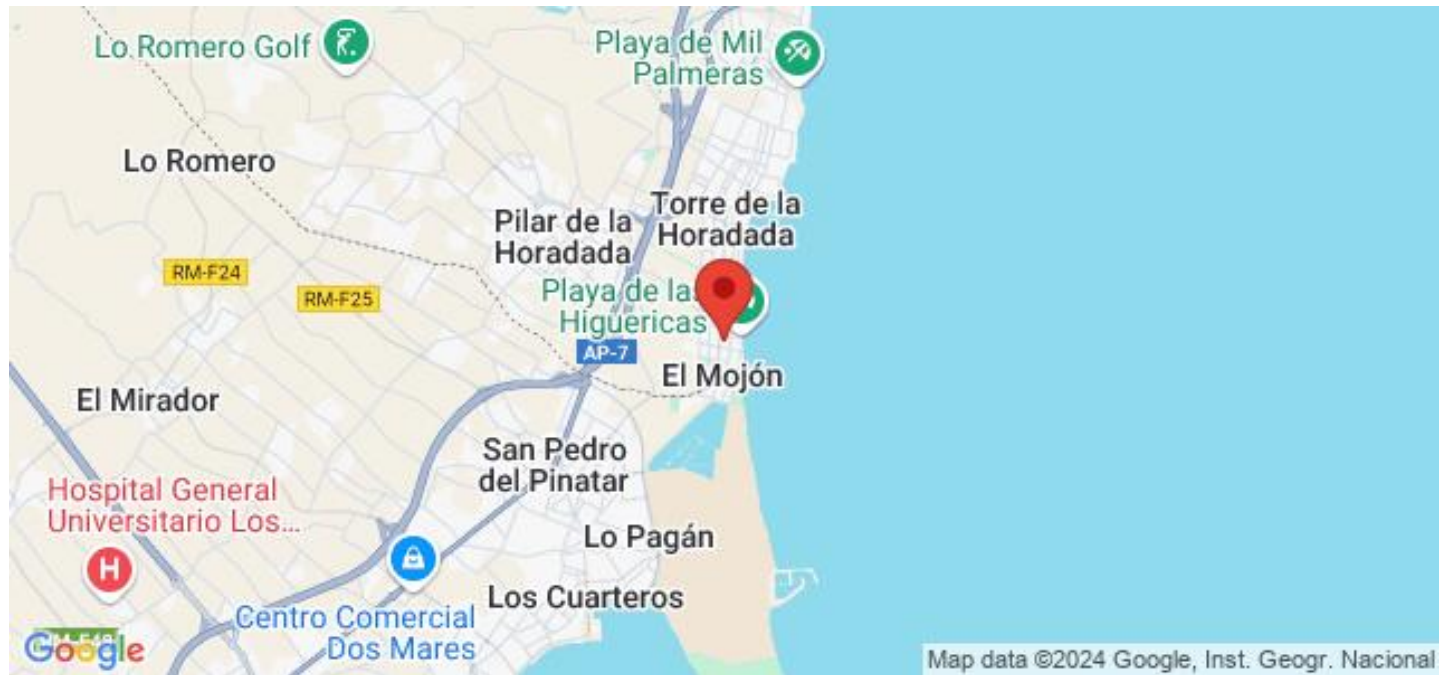 Lo Romero Golf
Playa de Mil
Palmeras
Lo Romero
Torre de la
Horadada
Pilar de la
Horadada
RM-F24
RM-F25
Playa de las
Higuericas
AP-7
El Mojón
El Mirador
San Pedro
del Pinatar
Hospital General
Universitario Los...
H
Lo Pagán
Los Cuarteros
Centro Comercial
Dos Mares
Google
Map data ©2024 Google, Inst. Geogr. Nacional